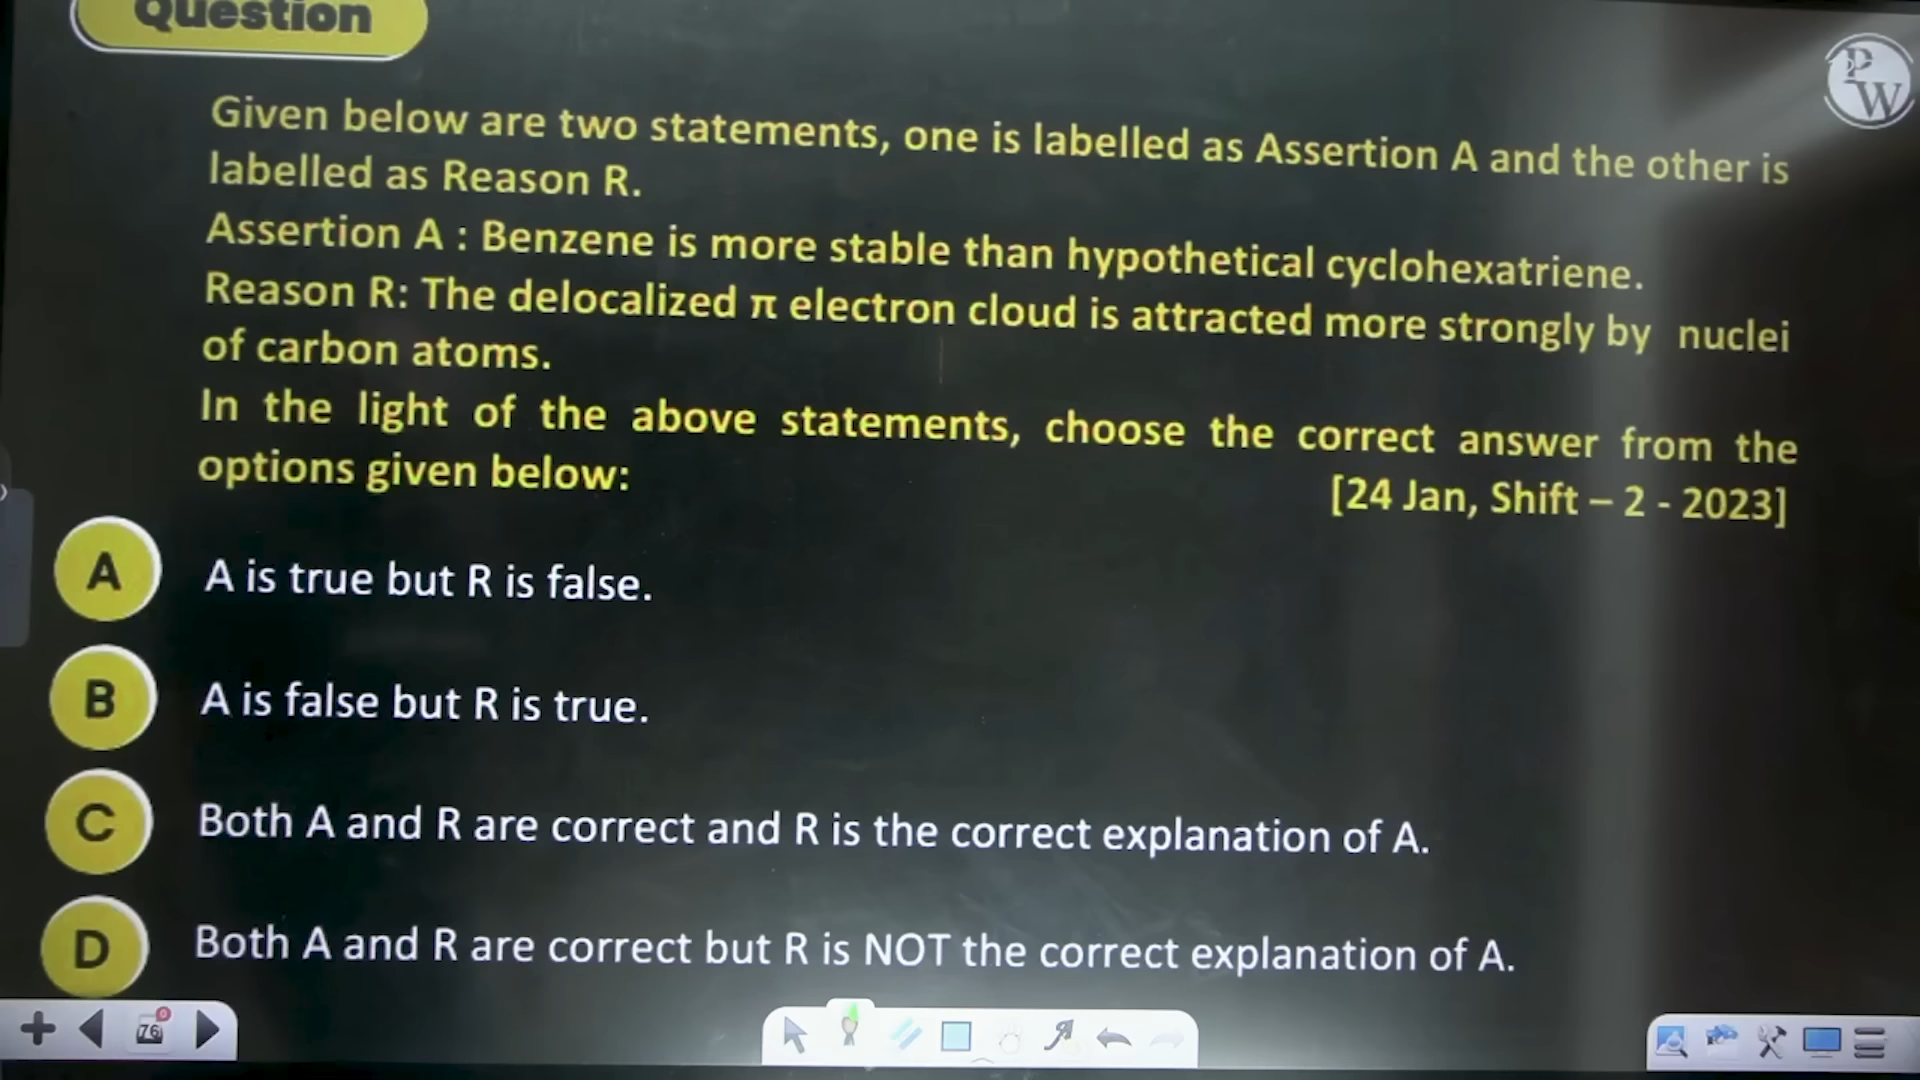 Question
PW
Given below are two statements, one is labelled as Assertion A and the other is
labelled as Reason R.
Assertion A : Benzene is more stable than hypothetical cyclohexatriene.
Reason R: The delocalized π electron cloud is attracted more strongly by nuclei
of carbon atoms.
In the light of the above statements, choose the correct answer from the
options given below:
[24 Jan, Shift – 2 - 2023]
A A is true but R is false.
B A is false but R is true.
C Both A and R are correct and R is the correct explanation of A.
D Both A and R are correct but R is NOT the correct explanation of A.
76